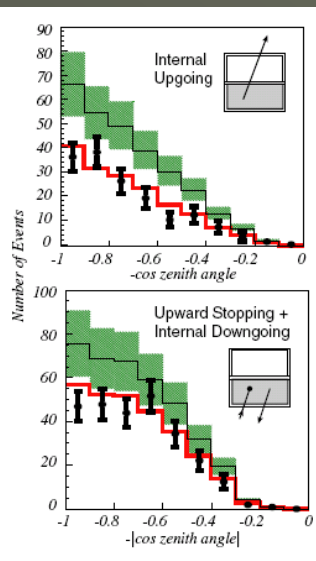 90
80
70
60
50
40
30
20
10
0
Internal
Upgoing
-1 -0.8 -0.6 -0.4 -0.2 0
-cos zenith angle
Number of Events
100
80
60
40
20
0
Upward Stopping +
Internal Downgoing
-1 -0.8 -0.6 -0.4 -0.2 0
-|cos zenith angle|